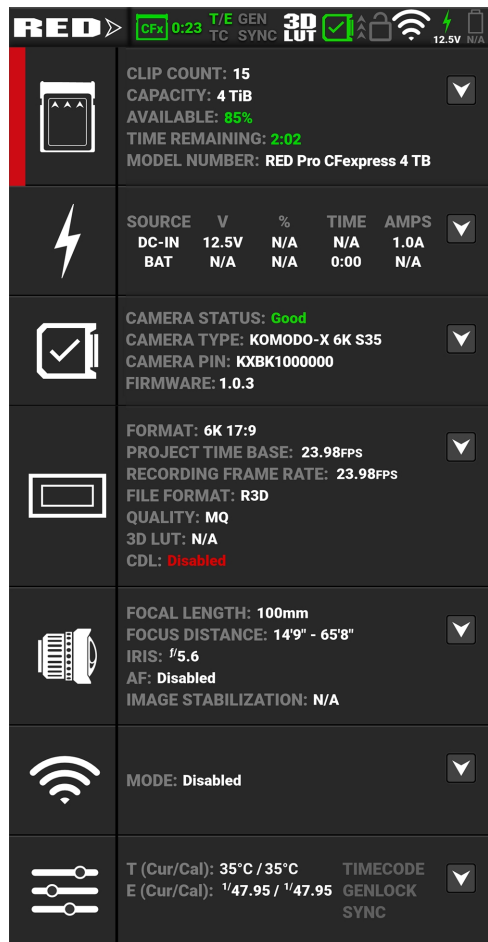 RED
CFx 0:23 T/E GEN 3D
TC SYNC LUT 12.5V N/A
CLIP COUNT: 15
CAPACITY: 4 TiB
AVAILABLE: 85%
TIME REMAINING: 2:02
MODEL NUMBER: RED Pro CFexpress 4 TB
SOURCE V % TIME AMPS
DC-IN 12.5V N/A N/A 1.0A
BAT N/A N/A 0:00 N/A
CAMERA STATUS: Good
CAMERA TYPE: KOMODO-X 6K S35
CAMERA PIN: KXBK1000000
FIRMWARE: 1.0.3
FORMAT: 6K 17:9
PROJECT TIME BASE: 23.98FPS
RECORDING FRAME RATE: 23.98FPS
FILE FORMAT: R3D
QUALITY: MQ
3D LUT: N/A
CDL: Disabled
FOCAL LENGTH: 100mm
FOCUS DISTANCE: 14'9" - 65'8"
IRIS: f/5.6
AF: Disabled
IMAGE STABILIZATION: N/A
MODE: Disabled
T (Cur/Cal): 35°C / 35°C TIMECODE
E (Cur/Cal): 1/47.95 / 1/47.95 GENLOCK
SYNC